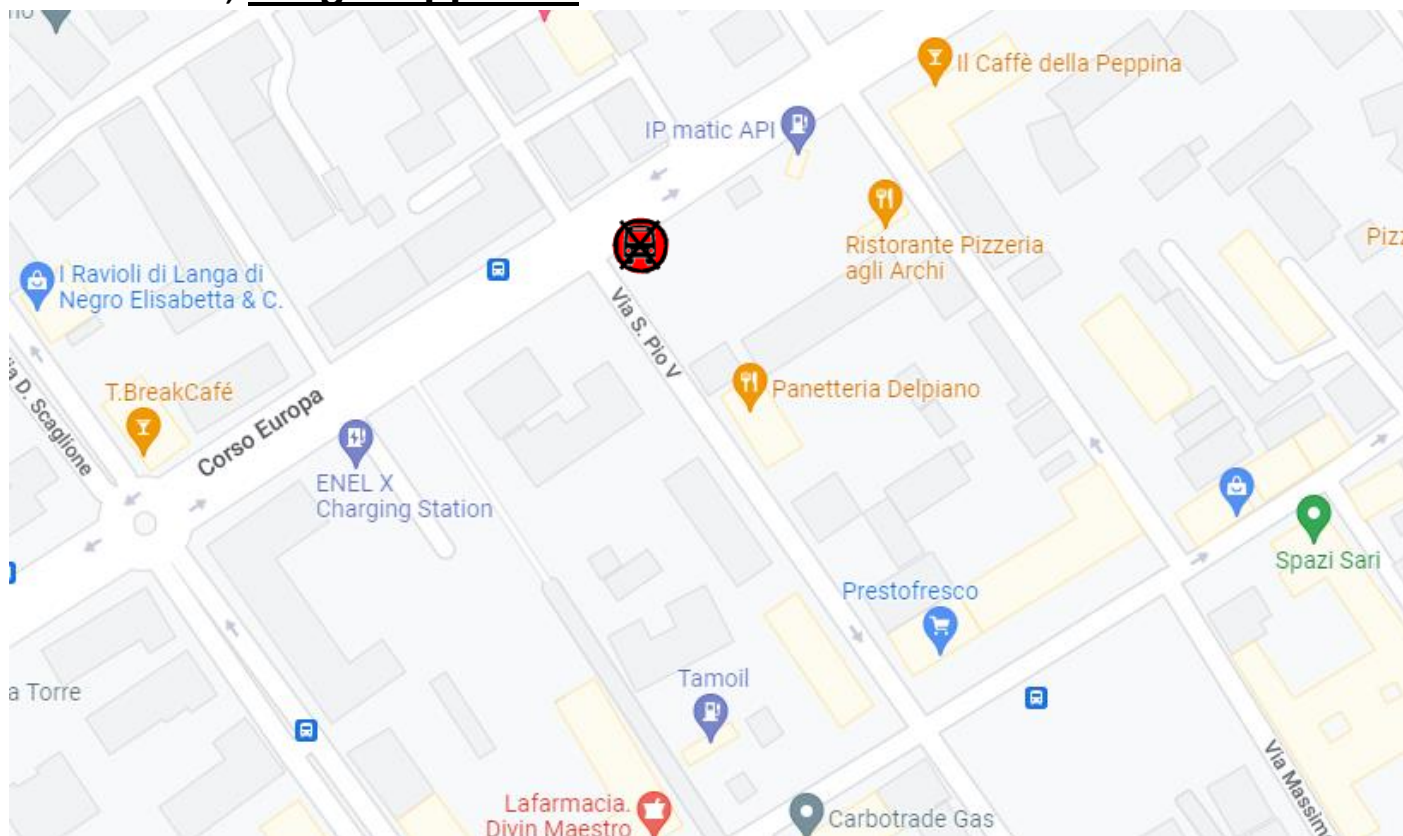 Il Caffè della Peppina
IP matic API
Ristorante Pizzeria
agli Archi
I Ravioli di Langa di
Negro Elisabetta & C.
Via S. Pio V
T.BreakCafé
Panetteria Delpiano
D. Scaglione
Corso Europa
ENEL X
Charging Station
Spazi Sari
Prestofresco
a Torre
Tamoil
Via Massim
Lafarmacia.
Divin Maestro
Carbotrade Gas